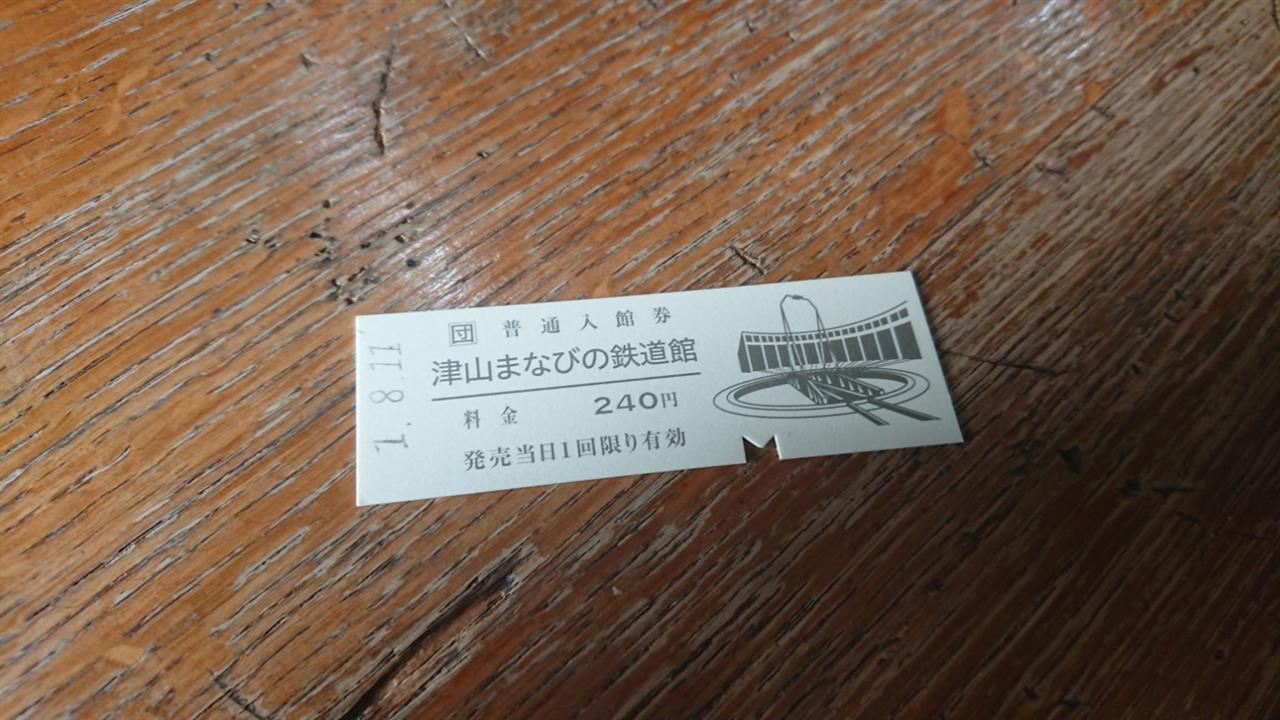 団 普通入館券
津山まなびの鉄道館
料金 240円
発売当日1回限り有効
1. 8.11